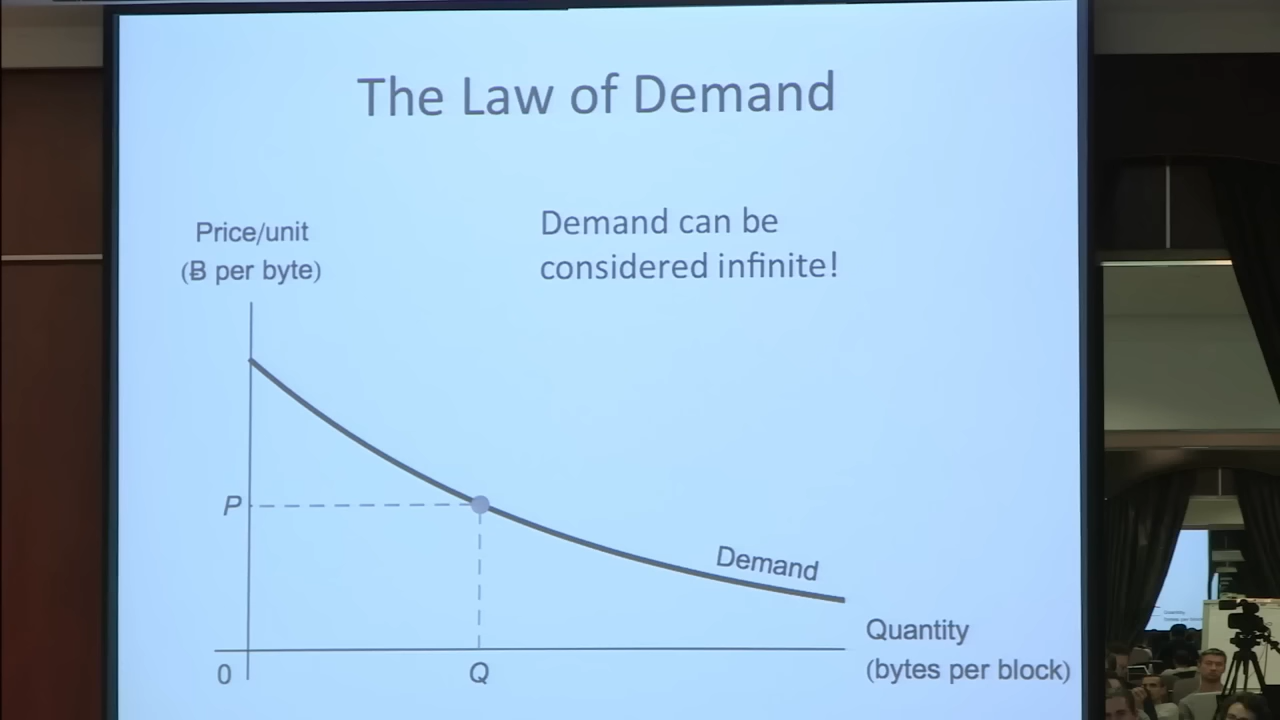 The Law of Demand
Demand can be
considered infinite!
Price/unit
(Ƀ per byte)
P
Demand
Quantity
(bytes per block)
0
Q